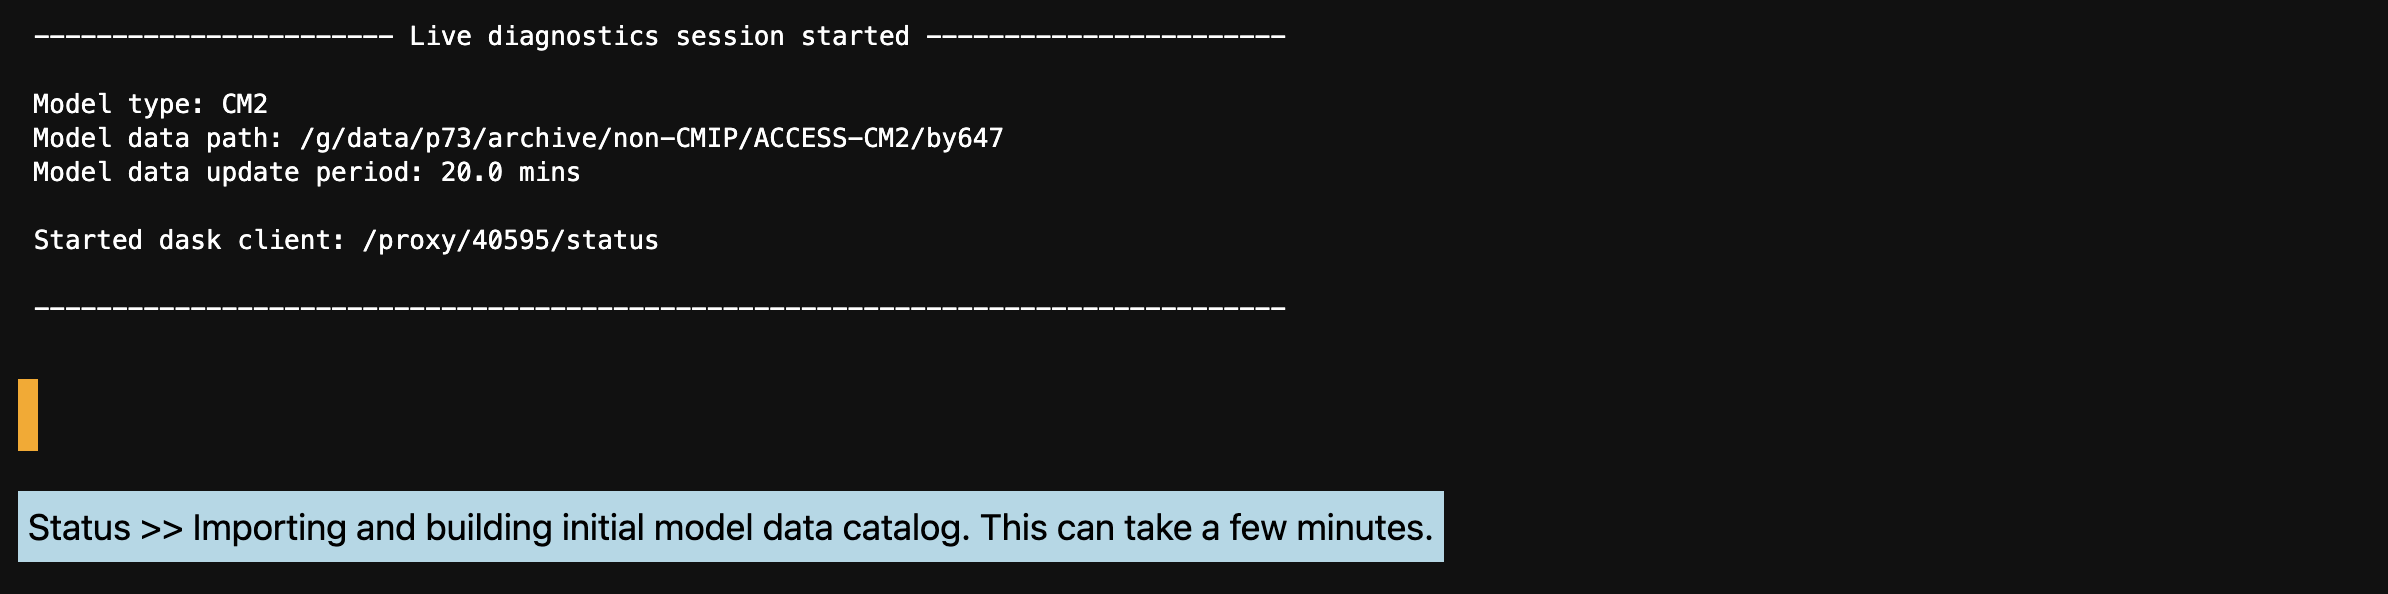 ----------------------- Live diagnostics session started -----------------------
Model type: CM2
Model data path: /g/data/p73/archive/non-CMIP/ACCESS-CM2/by647
Model data update period: 20.0 mins
Started dask client: /proxy/40595/status
--------------------------------------------------------------------------------
Status >> Importing and building initial model data catalog. This can take a few minutes.